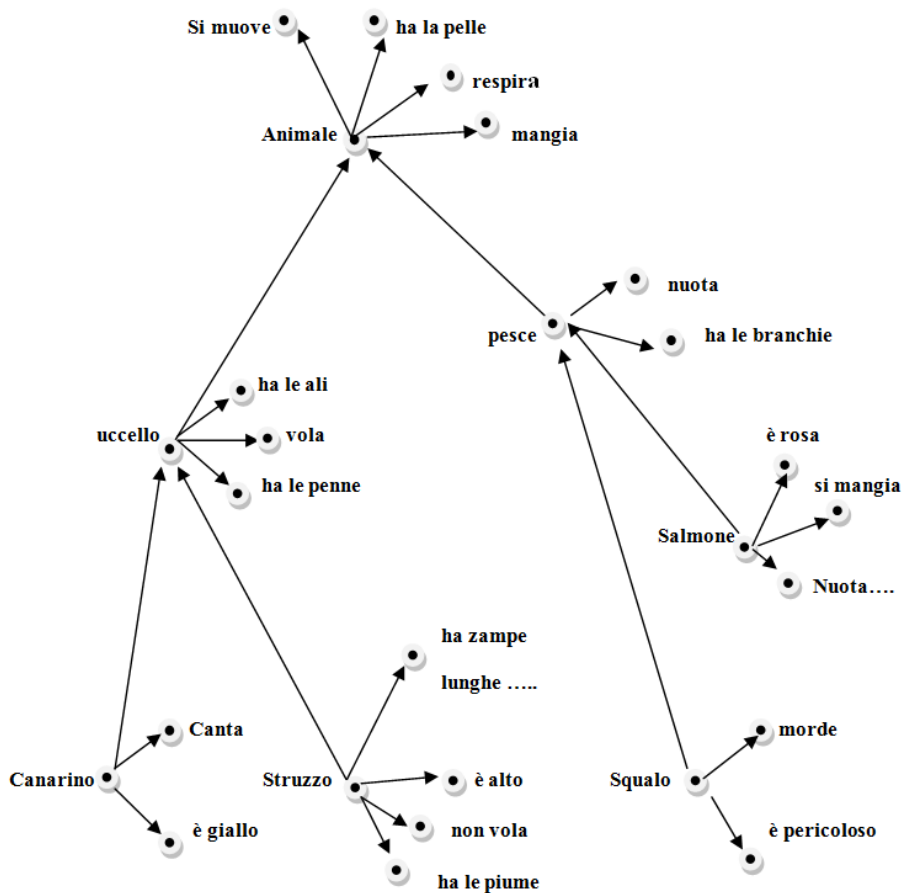 Si muove
ha la pelle
respira
Animale
mangia
nuota
pesce
ha le branchie
ha le ali
uccello
vola
ha le penne
è rosa
si mangia
Salmone
Nuota….
ha zampe
lunghe …..
Canta
morde
Canarino
Struzzo
è alto
Squalo
è giallo
non vola
è pericoloso
ha le piume